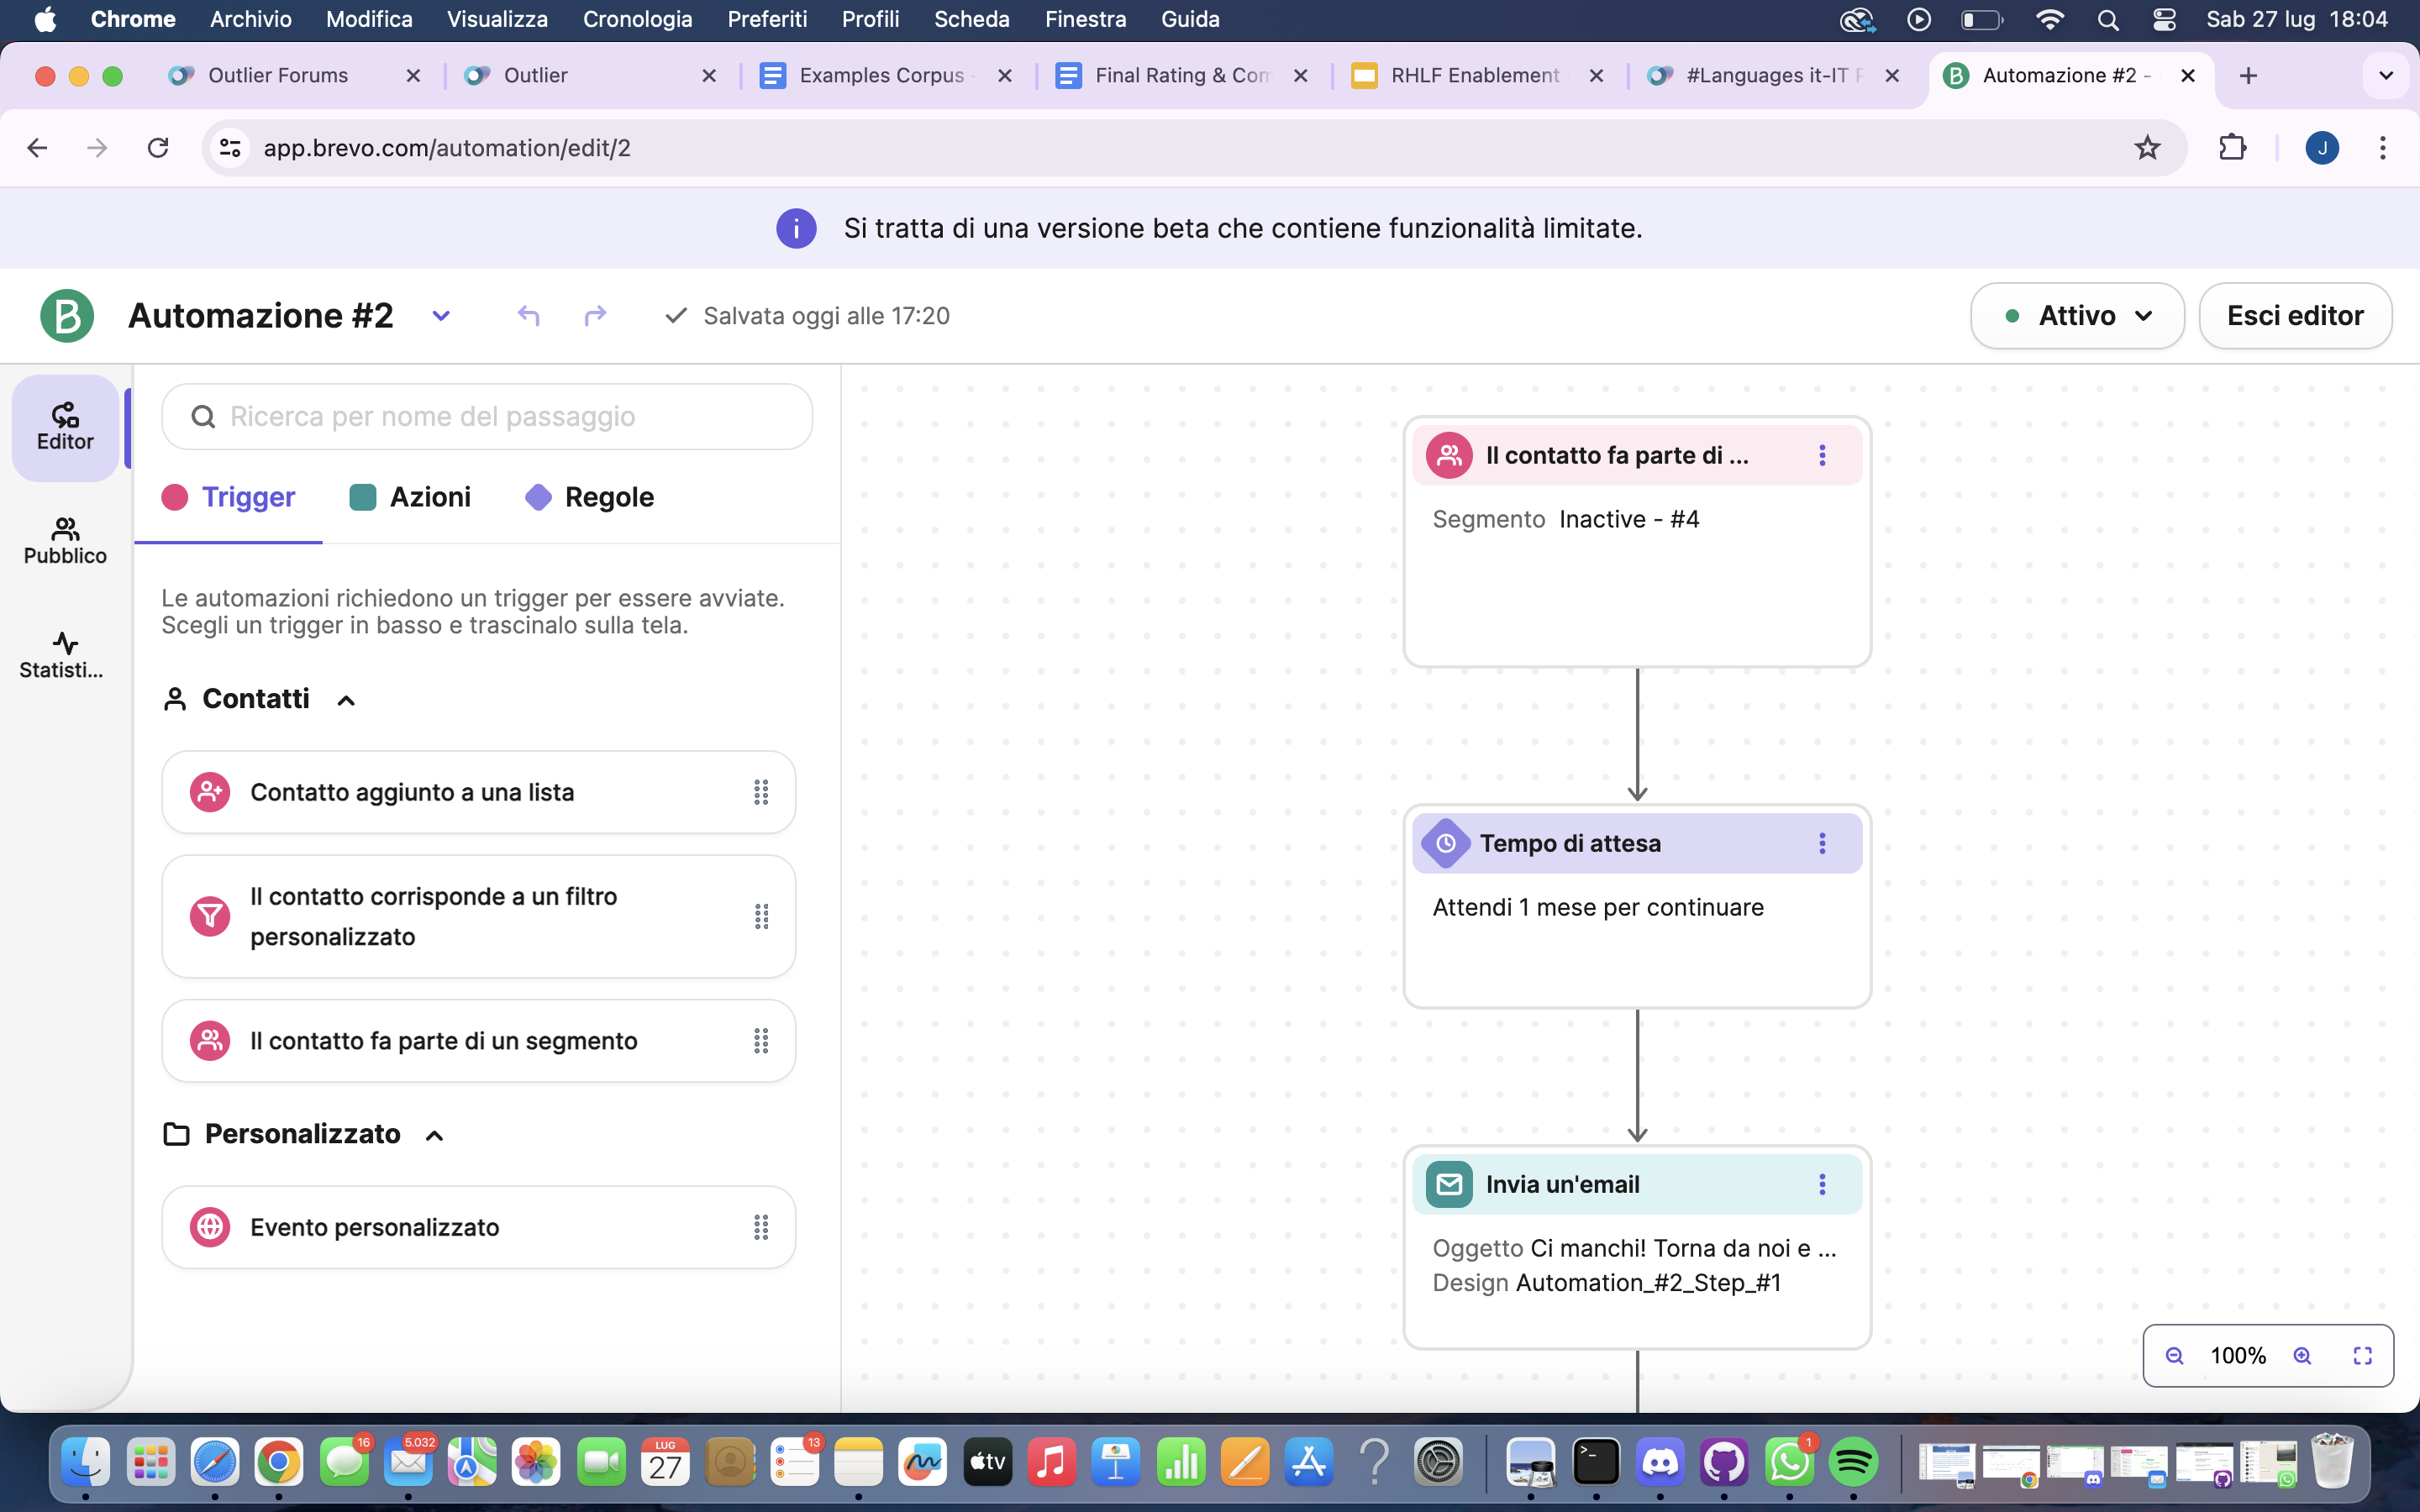 Chrome Archivio Modifica Visualizza Cronologia Preferiti Profili Scheda Finestra Guida Sab 27 lug 18:04
Outlier Forums Outlier Examples Corpus - Final Rating & Com RHLF Enablement #Languages it-IT Automazione #2 -
app.brevo.com/automation/edit/2 J
Si tratta di una versione beta che contiene funzionalità limitate.
B Automazione #2 Salvata oggi alle 17:20 Attivo Esci editor
Editor
Pubblico
Statisti...
Ricerca per nome del passaggio
Trigger Azioni Regole
Le automazioni richiedono un trigger per essere avviate.
Scegli un trigger in basso e trascinalo sulla tela.
Contatti
Contatto aggiunto a una lista
Il contatto corrisponde a un filtro
personalizzato
Il contatto fa parte di un segmento
Personalizzato
Evento personalizzato
Il contatto fa parte di ...
Segmento Inactive - #4
Tempo di attesa
Attendi 1 mese per continuare
Invia un'email
Oggetto Ci manchi! Torna da noi e ...
Design Automation_#2_Step_#1
100%
16 5.032 LUG 27 13 tv 1